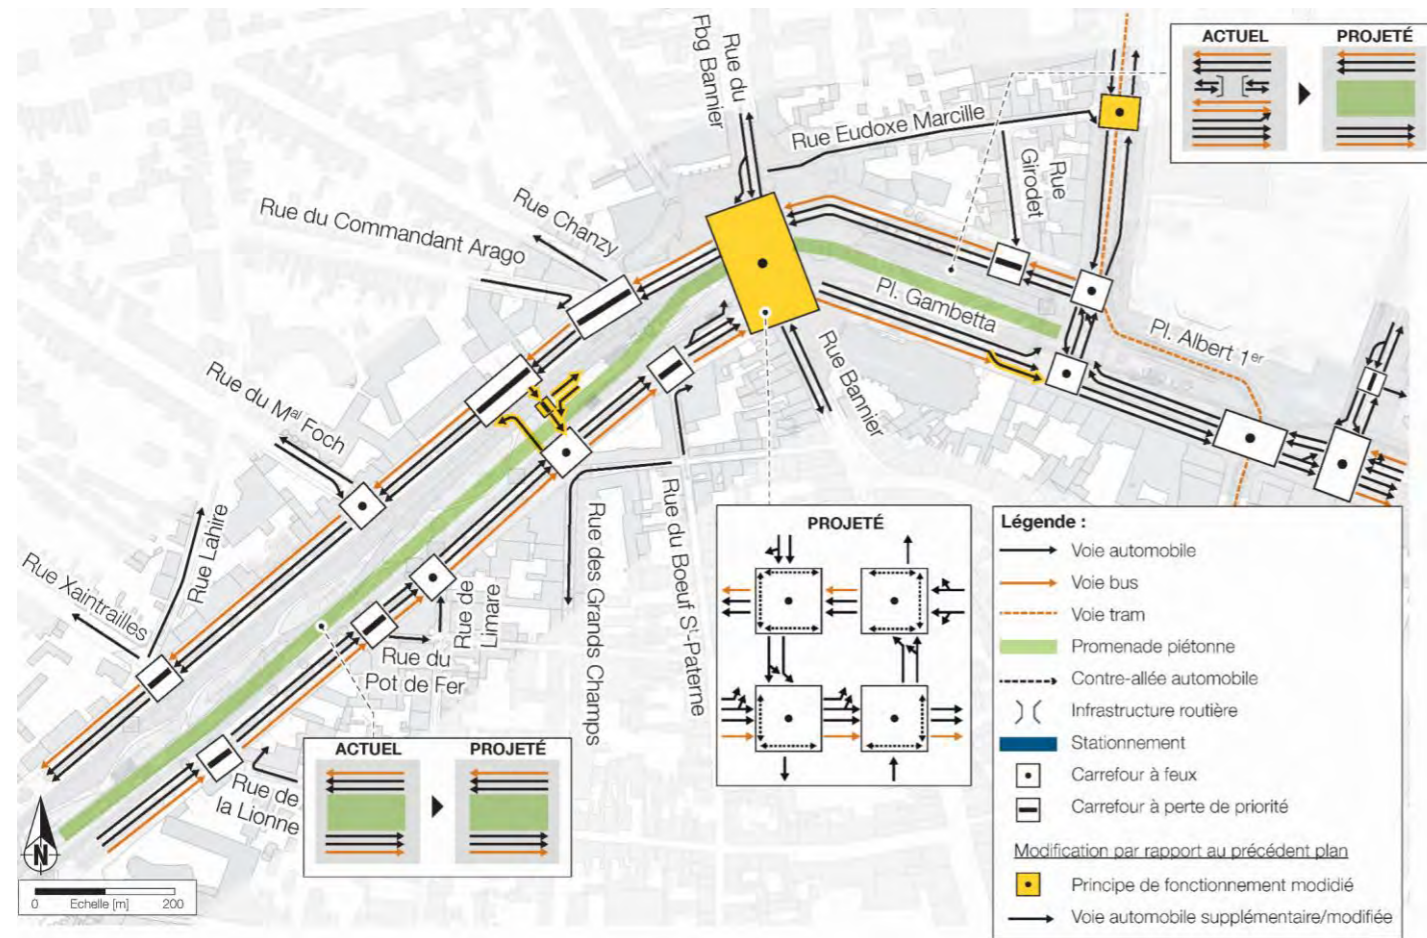 Rue du
Fbg Bannier
ACTUEL
PROJETÉ
Rue Eudoxe Marcille
Rue
Girodet
Rue Chanzy
Rue du Commandant Arago
Pl. Gambetta
Pl. Albert 1er
Rue Bannier
Rue du Mal Foch
Rue Lahire
Rue Xaintrailles
Rue de
Limare
Rue du
Pot de Fer
Rue des Grands Champs
Rue du Boeuf St-Paterne
Rue de
la Lionne
ACTUEL
PROJETÉ
PROJETÉ
N
0
Echelle [m]
200
Légende :
Voie automobile
Voie bus
Voie tram
Promenade piétonne
Contre-allée automobile
Infrastructure routière
Stationnement
Carrefour à feux
Carrefour à perte de priorité
Modification par rapport au précédent plan
Principe de fonctionnement modidié
Voie automobile supplémentaire/modifiée